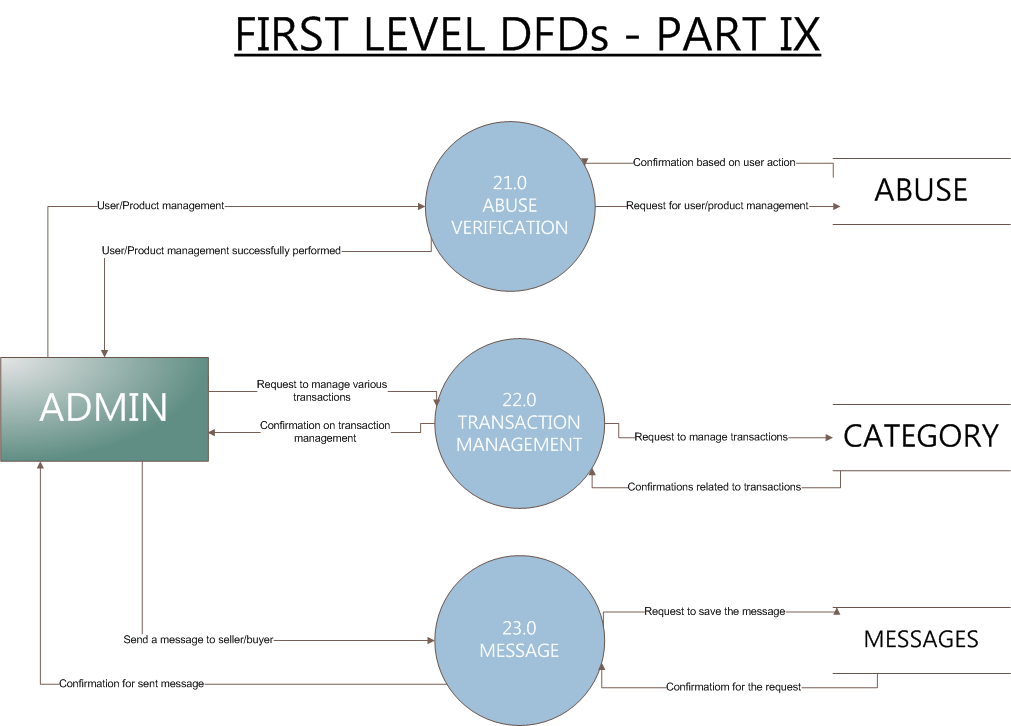 FIRST LEVEL DFDs - PART IX
Confirmation based on user action
21.0
ABUSE
VERIFICATION
ABUSE
User/Product management
Request for user/product management
User/Product management successfully performed
ADMIN
Request to manage various
transactions
22.0
TRANSACTION
MANAGEMENT
Confirmation on transaction
management
Request to manage transactions
CATEGORY
Confirmations related to transactions
Request to save the message
23.0
MESSAGE
MESSAGES
Send a message to seller/buyer
Confirmation for sent message
Confirmatiom for the request